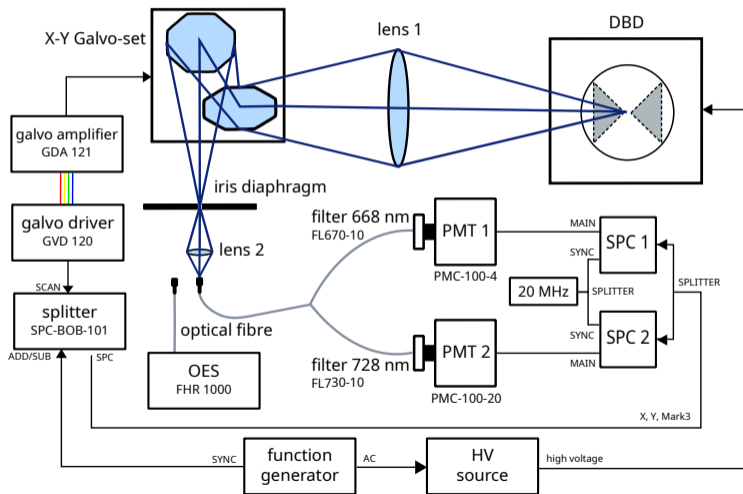 X-Y Galvo-set
lens 1
DBD
galvo amplifier
GDA 121
iris diaphragm
galvo driver
GVD 120
lens 2
filter 668 nm
FL670-10
PMT 1
PMC-100-4
MAIN
SYNC
SPC 1
20 MHz
SPLITTER
SPLITTER
SCAN
splitter
SPC-BOB-101
ADD/SUB
SPC
optical fibre
OES
FHR 1000
filter 728 nm
FL730-10
PMT 2
PMC-100-20
SYNC
MAIN
SPC 2
X, Y, Mark3
SYNC
function
generator
AC
HV
source
high voltage